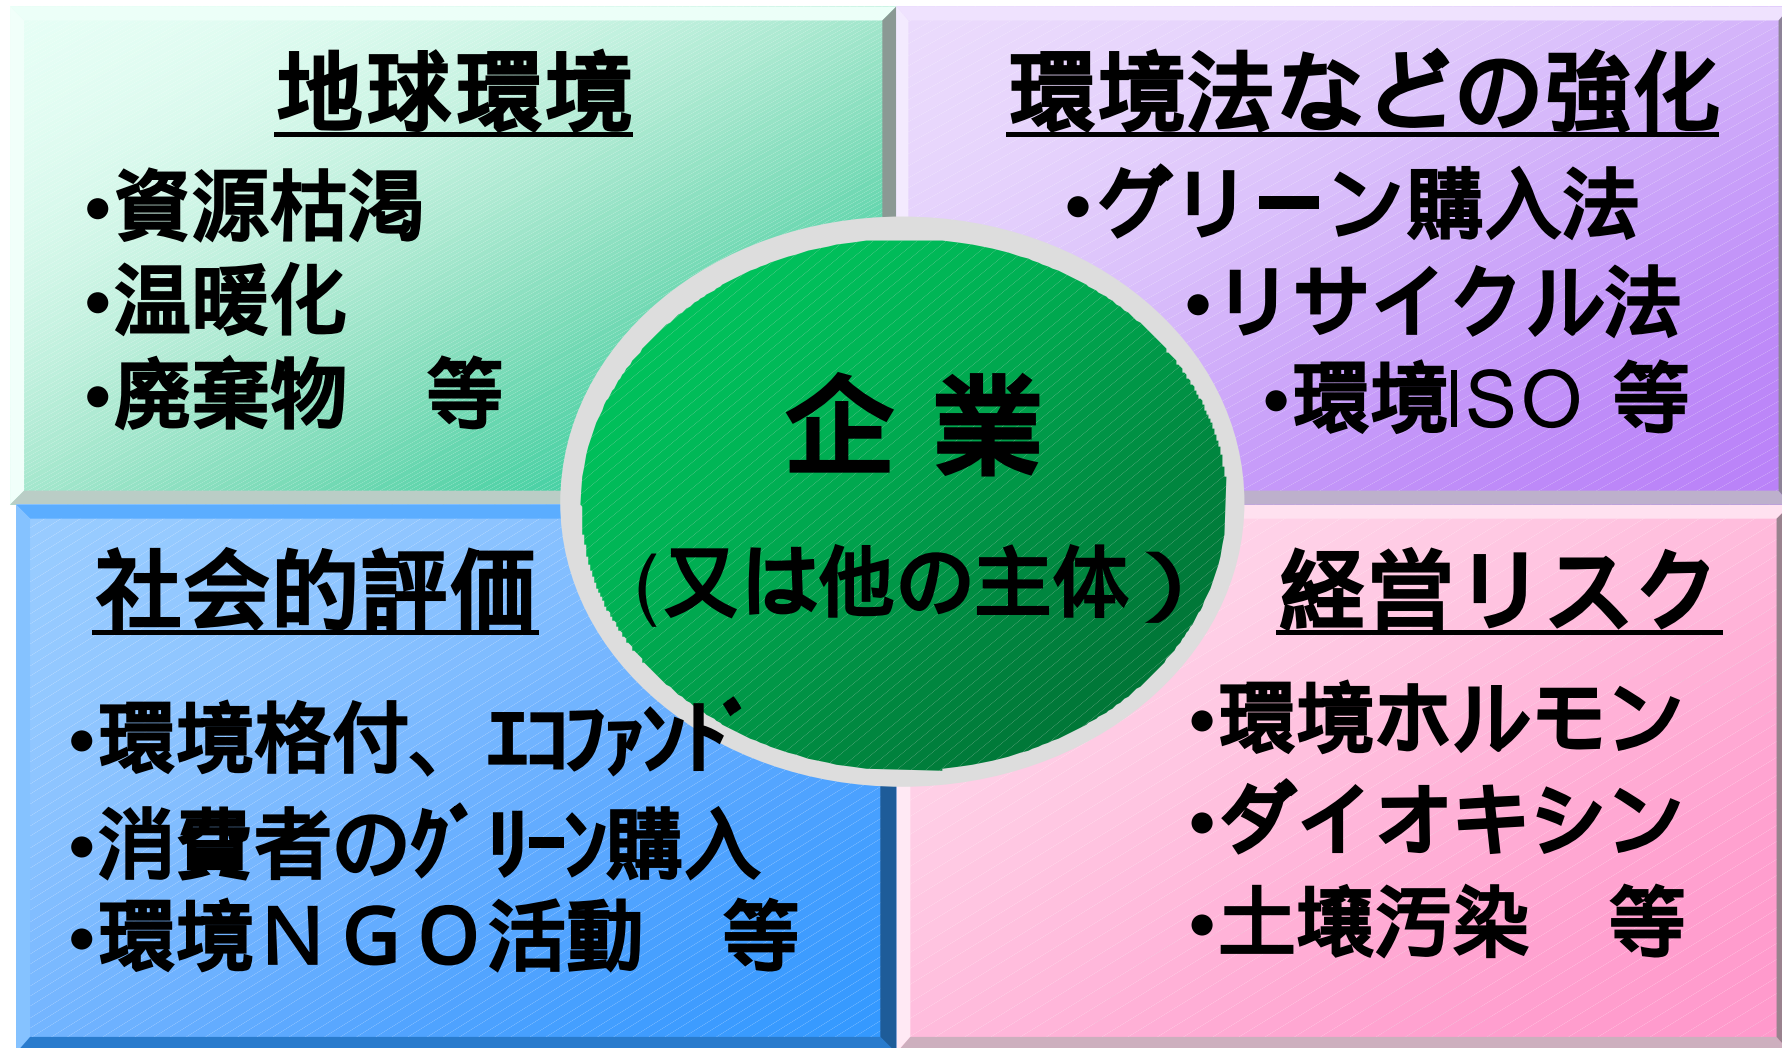 地球環境
•資源枯渇
•温暖化
•廃棄物　等
環境法などの強化
•グリーン購入法
•リサイクル法
•環境ISO 等
企 業
(又は他の主体)
社会的評価
•環境格付、ｴｺﾌｧﾝﾄﾞ
•消費者のｸﾞﾘｰﾝ購入
•環境ＮＧＯ活動　等
経営リスク
•環境ホルモン
•ダイオキシン
•土壌汚染　等